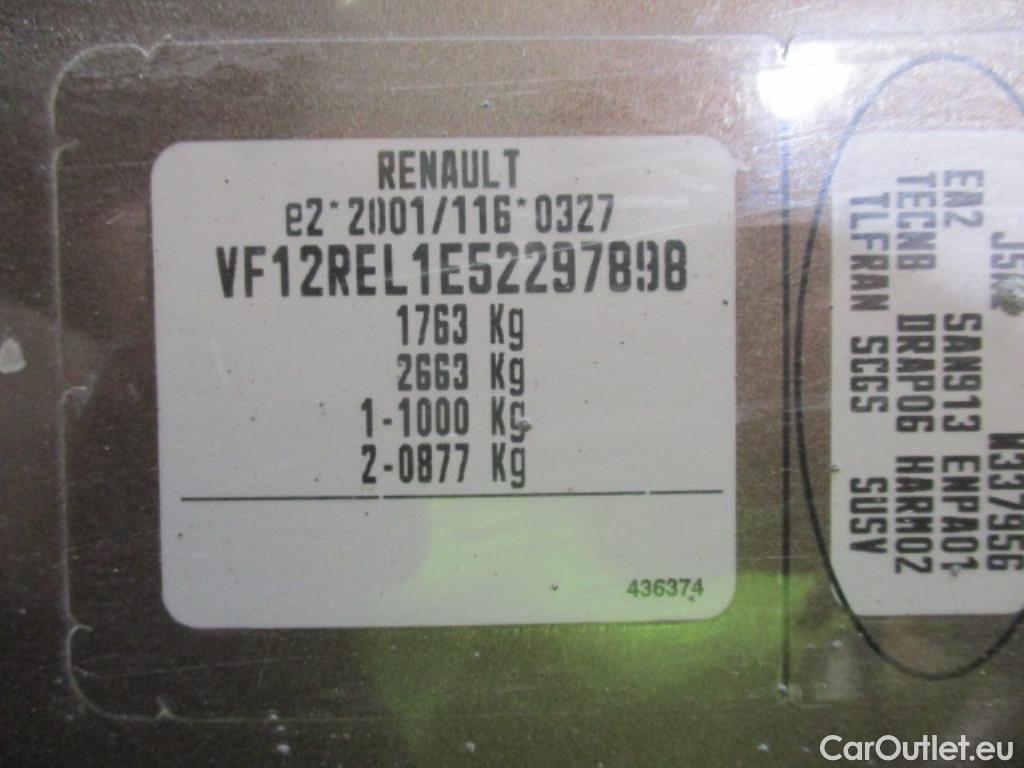 RENAULT
e2*2001/116*0327
VF12REL1E52297898
1763 Kg
2663 Kg
1-1000 Kg
2-0877 Kg
436374
W337956
EN2 SAN913 ENPA01
TECNB DRAP06 HARM02
TLFRAN SCGS SUSV
CarOutlet.eu